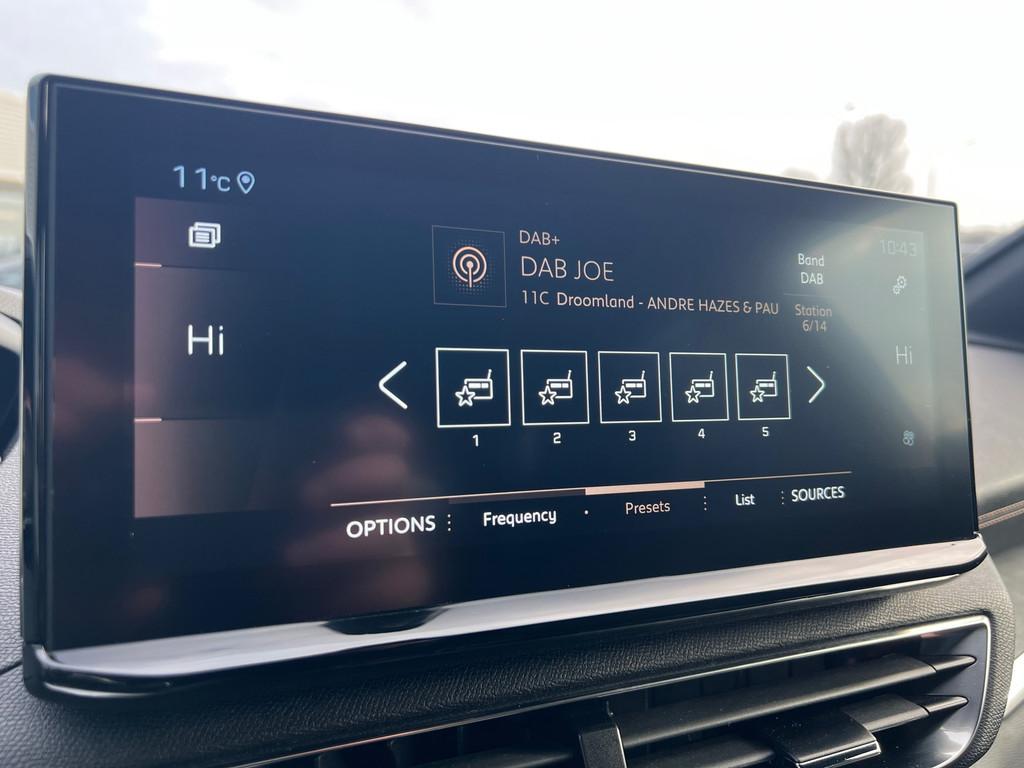 11°C
10:43
Hi
DAB+
DAB JOE
11C Droomland - ANDRE HAZES & PAU
Band
DAB
Station
6/14
Hi
1 2 3 4 5
OPTIONS Frequency Presets List SOURCES